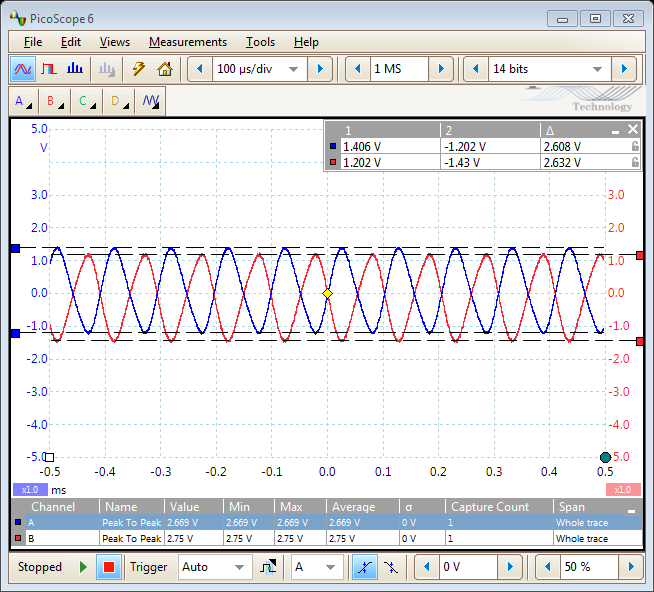 PicoScope 6
File Edit Views Measurements Tools Help
100 µs/div 1 MS 14 bits
A B C D
Technology
5.0
V
3.0
2.0
1.0
0.0
-1.0
-2.0
-3.0
-4.0
-5.0
1 2 Δ
1.406 V -1.202 V 2.608 V
1.202 V -1.43 V 2.632 V
3.0
2.0
1.0
0.0
-1.0
-2.0
-3.0
-4.0
-5.0
-0.5 -0.4 -0.3 -0.2 -0.1 0.0 0.1 0.2 0.3 0.4 0.5
x1.0 ms x1.0
Channel Name Value Min Max Average σ Capture Count Span
A Peak To Peak 2.669 V 2.669 V 2.669 V 2.669 V 0 V 1 Whole trace
B Peak To Peak 2.75 V 2.75 V 2.75 V 2.75 V 0 V 1 Whole trace
Stopped Trigger Auto A 0 V 50 %